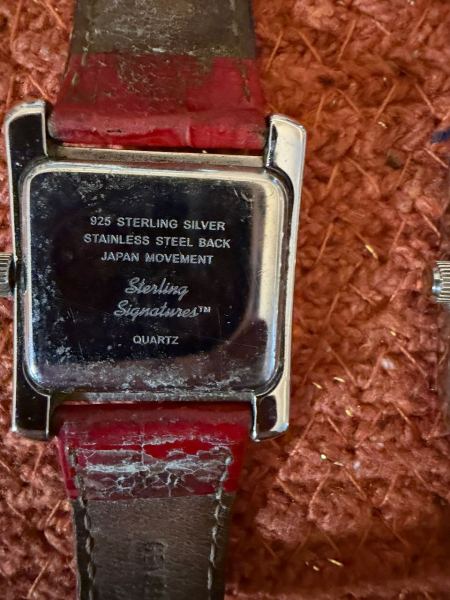 925 STERLING SILVER
STAINLESS STEEL BACK
JAPAN MOVEMENT
Sterling
Signatures™
QUARTZ